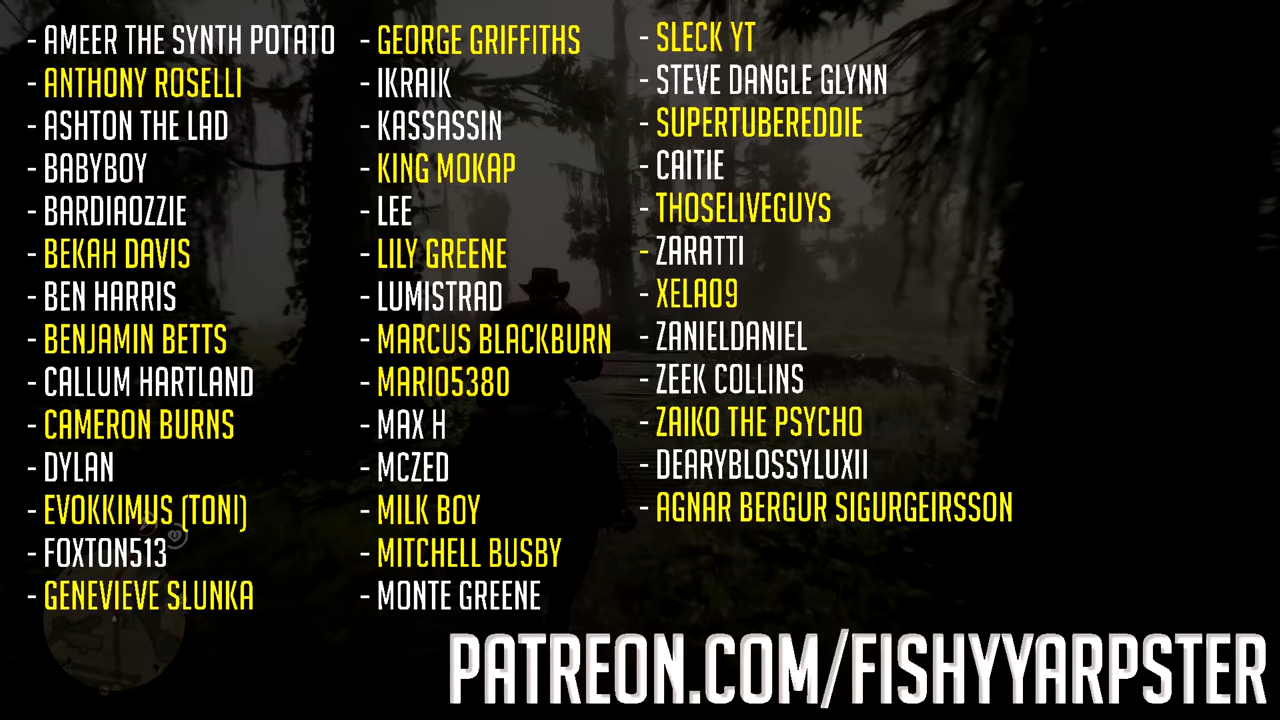 - AMEER THE SYNTH POTATO
- ANTHONY ROSELLI
- ASHTON THE LAD
- BABYBOY
- BARDIAOZZIE
- BEKAH DAVIS
- BEN HARRIS
- BENJAMIN BETTS
- CALLUM HARTLAND
- CAMERON BURNS
- DYLAN
- EVOKKIMUS (TONI)
- FOXTON513
- GENEVIEVE SLUNKA
- GEORGE GRIFFITHS
- IKRAIK
- KASSASSIN
- KING MOKAP
- LEE
- LILY GREENE
- LUMISTRAD
- MARCUS BLACKBURN
- MARIO5380
- MAX H
- MCZED
- MILK BOY
- MITCHELL BUSBY
- MONTE GREENE
- SLECK YT
- STEVE DANGLE GLYNN
- SUPERTUBEREDDIE
- CAITIE
- THOSELIVEGUYS
- ZARATTI
- XELA09
- ZANIELDANIEL
- ZEEK COLLINS
- ZAIKO THE PSYCHO
- DEARYBLOSSYLUXII
- AGNAR BERGUR SIGURGEIRSSON
PATREON.COM/FISHYYARPSTER